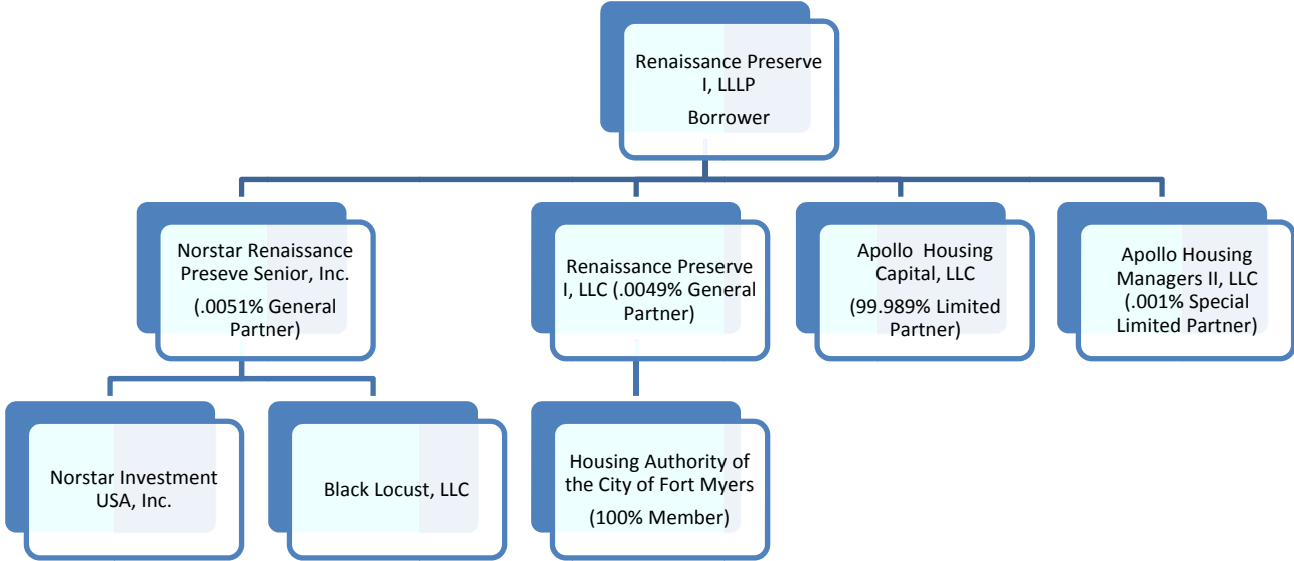 Renaissance Preserve
I, LLLP
Borrower
Norstar Renaissance
Preseve Senior, Inc.
(.0051% General
Partner)
Renaissance Preserve
I, LLC (.0049% General
Partner)
Apollo Housing
Capital, LLC
(99.989% Limited
Partner)
Apollo Housing
Managers II, LLC
(.001% Special
Limited Partner)
Norstar Investment
USA, Inc.
Black Locust, LLC
Housing Authority of
the City of Fort Myers
(100% Member)